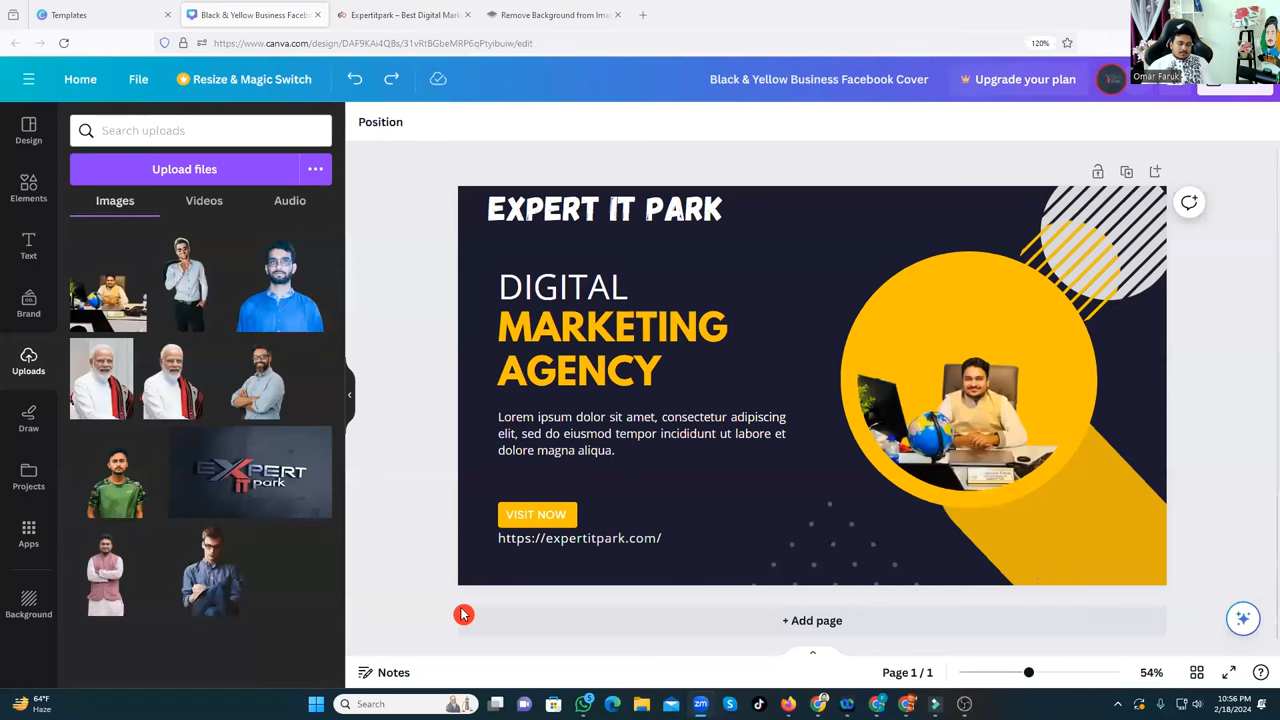 Templates
Black & Yellow Business Faceb
Expertitpark – Best Digital Mark
Remove Background from Ima
https://www.canva.com/design/DAF9KAi4QBs/31vRtBGbeMRP6qtnyibuiw/edit
120%
Omar Faruk
Home
File
Resize & Magic Switch
Black & Yellow Business Facebook Cover
Upgrade your plan
Design
Elements
Text
Brand
Uploads
Draw
Projects
Apps
Background
Search uploads
Upload files
Images
Videos
Audio
EXPERT
IT park
Position
EXPERT IT PARK
DIGITAL
MARKETING
AGENCY
Lorem ipsum dolor sit amet, consectetur adipiscing
elit, sed do eiusmod tempor incididunt ut labore et
dolore magna aliqua.
VISIT NOW
https://expertitpark.com/
+ Add page
Notes
Page 1 / 1
54%
64°F
Haze
Search
10:56 PM
2/18/2024